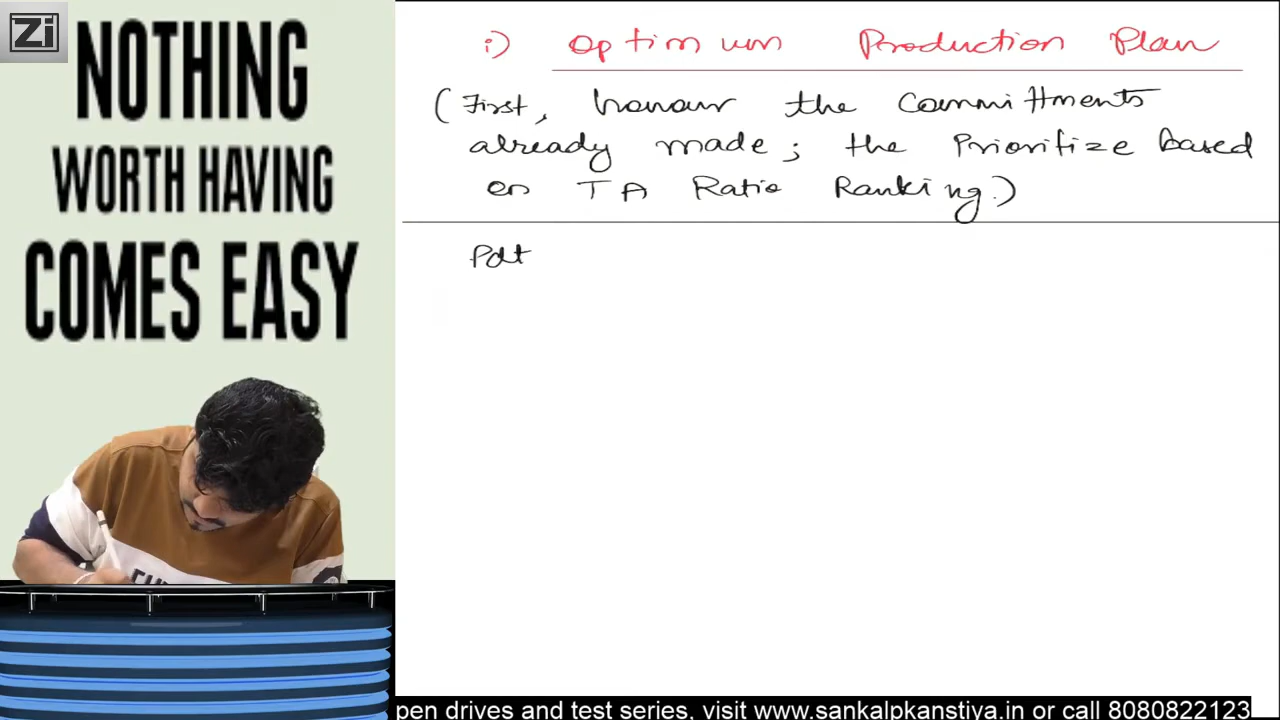 Zi
NOTHING
WORTH HAVING
COMES EASY
i) Optimum Production Plan
(First, honour the Committments
already made; the Prioritize based
on TA Ratio Ranking.)
Pdt
pen drives and test series, visit www.sankalpkanstiya.in or call 8080822123